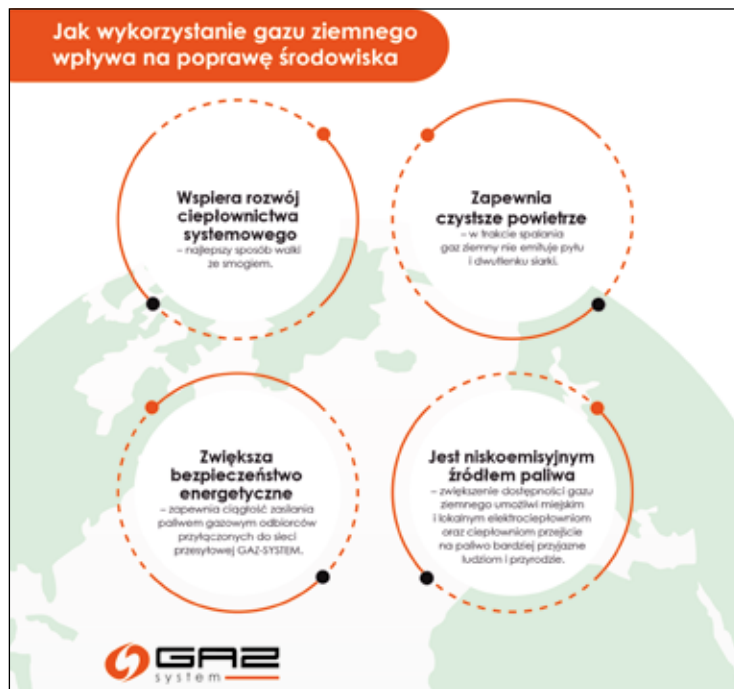 Jak wykorzystanie gazu ziemnego
wpływa na poprawę środowiska
Wspiera rozwój
ciepłownictwa
systemowego
– najlepszy sposób walki
ze smogiem.
Zapewnia
czystsze powietrze
– w trakcie spalania
gaz ziemny nie emituje pyłu
i dwutlenku siarki.
Zwiększa
bezpieczeństwo
energetyczne
– zapewnia ciągłość zasilania
paliwem gazowym odbiorców
przyłączonych do sieci
przesyłowej GAZ-SYSTEM.
Jest niskoemisyjnym
źródłem paliwa
– zwiększenie dostępności gazu
ziemnego umożliwi miejskim
i lokalnym elektrociepłowniom
oraz ciepłowniom przejście
na paliwo bardziej przyjazne
ludziom i przyrodzie.
GAZ
system